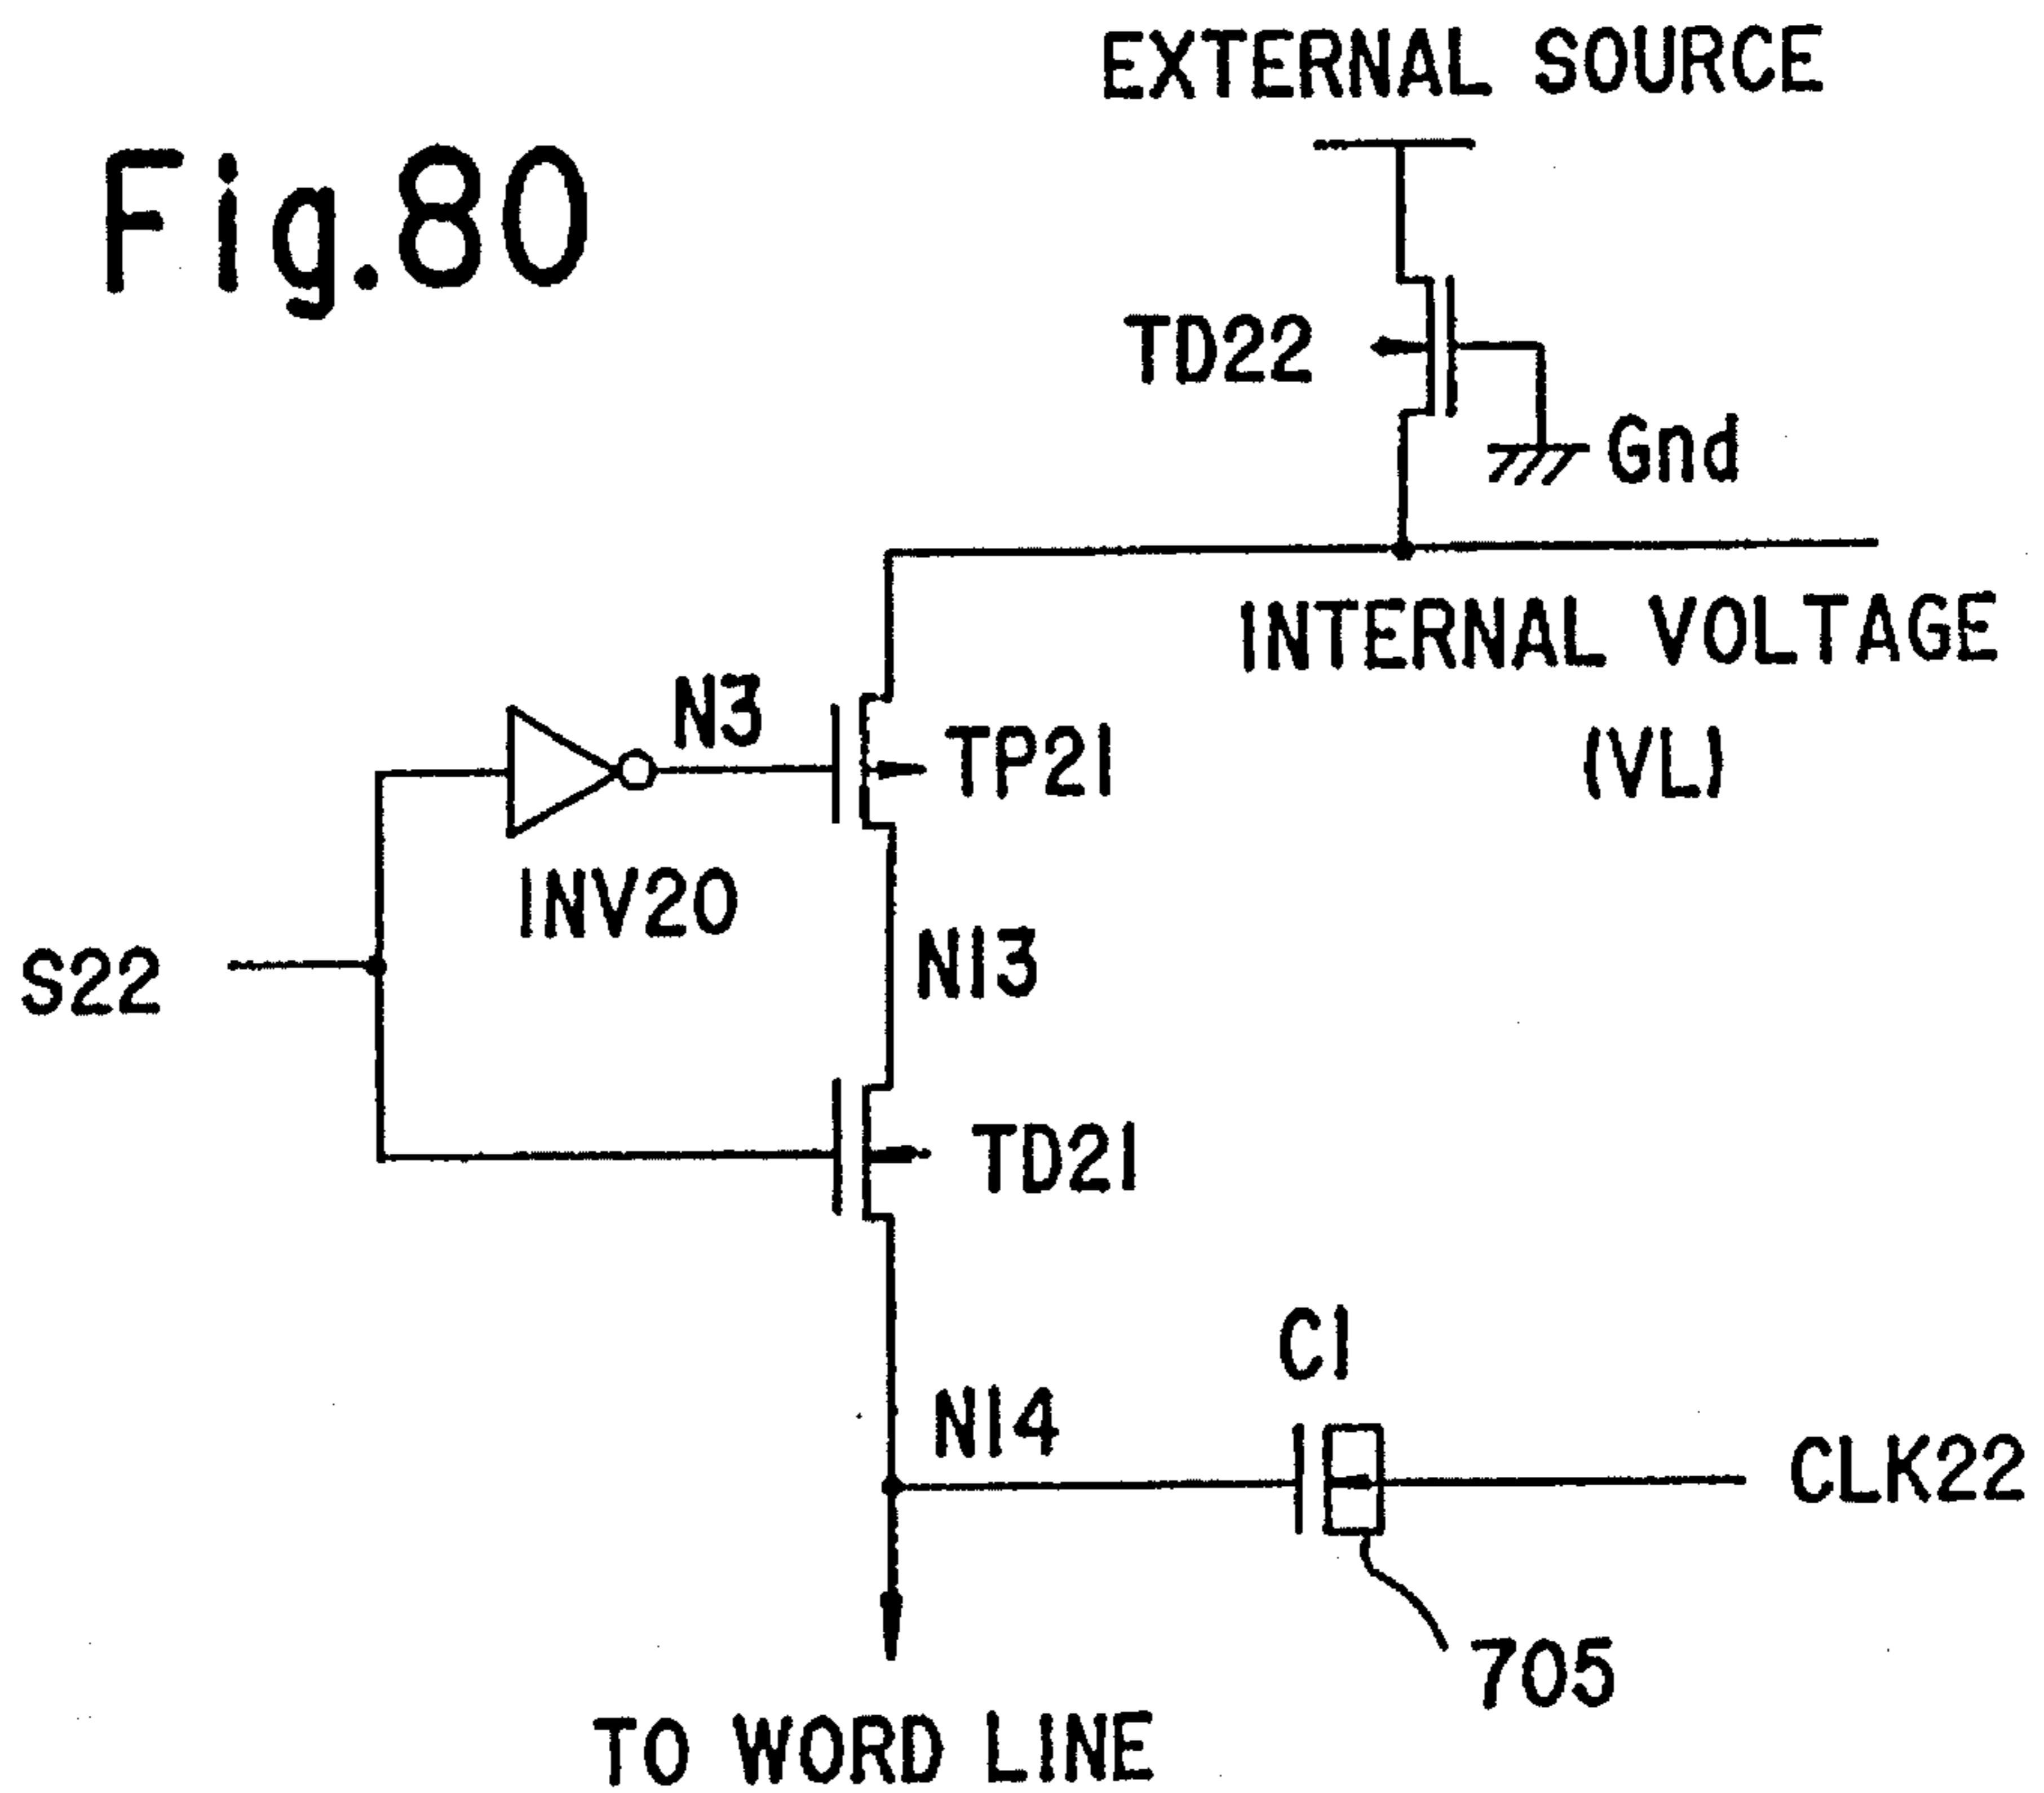 EXTERNAL SOURCE
Fig.80
TD22
Gnd
INTERNAL VOLTAGE
(VL)
N3
TP21
INV20
N13
S22
TD21
C1
N14
CLK22
705
TO WORD LINE